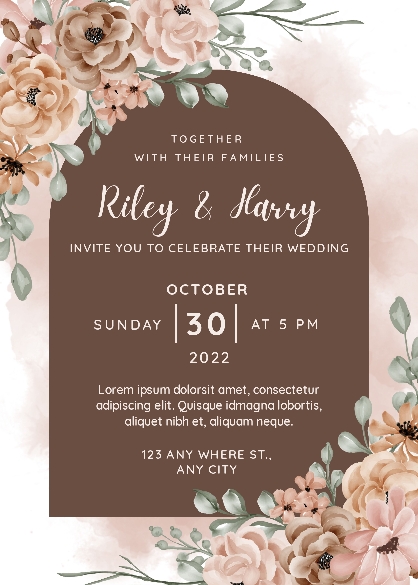 TOGETHER
WITH THEIR FAMILIES
Riley & Harry
INVITE YOU TO CELEBRATE THEIR WEDDING
OCTOBER
SUNDAY 30 AT 5 PM
2022
Lorem ipsum dolorsit amet, consectetur
adipiscing elit. Quisque idmagna lobortis,
aliquet nibh et, aliquam neque.
123 ANY WHERE ST.,
ANY CITY